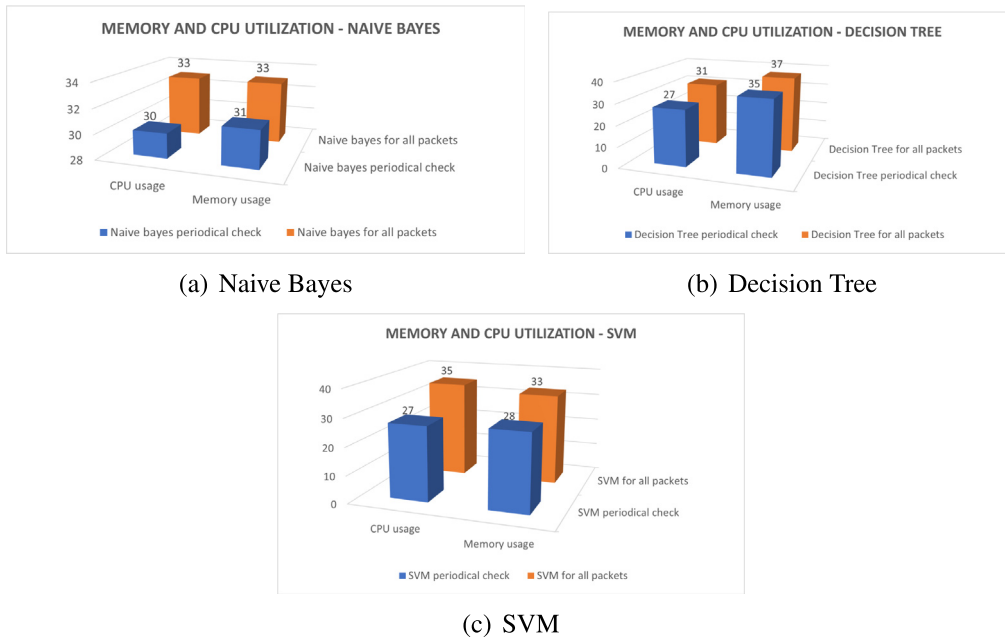 MEMORY AND CPU UTILIZATION - NAIVE BAYES
34
32
30
28
33
33
30
31
Naive bayes for all packets
Naive bayes periodical check
CPU usage
Memory usage
Naive bayes periodical check
Naive bayes for all packets
(a) Naive Bayes
MEMORY AND CPU UTILIZATION - DECISION TREE
40
30
20
10
0
31
37
27
35
Decision Tree for all packets
Decision Tree periodical check
CPU usage
Memory usage
Decision Tree periodical check
Decision Tree for all packets
(b) Decision Tree
MEMORY AND CPU UTILIZATION - SVM
40
30
20
10
0
35
33
27
28
SVM for all packets
SVM periodical check
CPU usage
Memory usage
SVM periodical check
SVM for all packets
(c) SVM